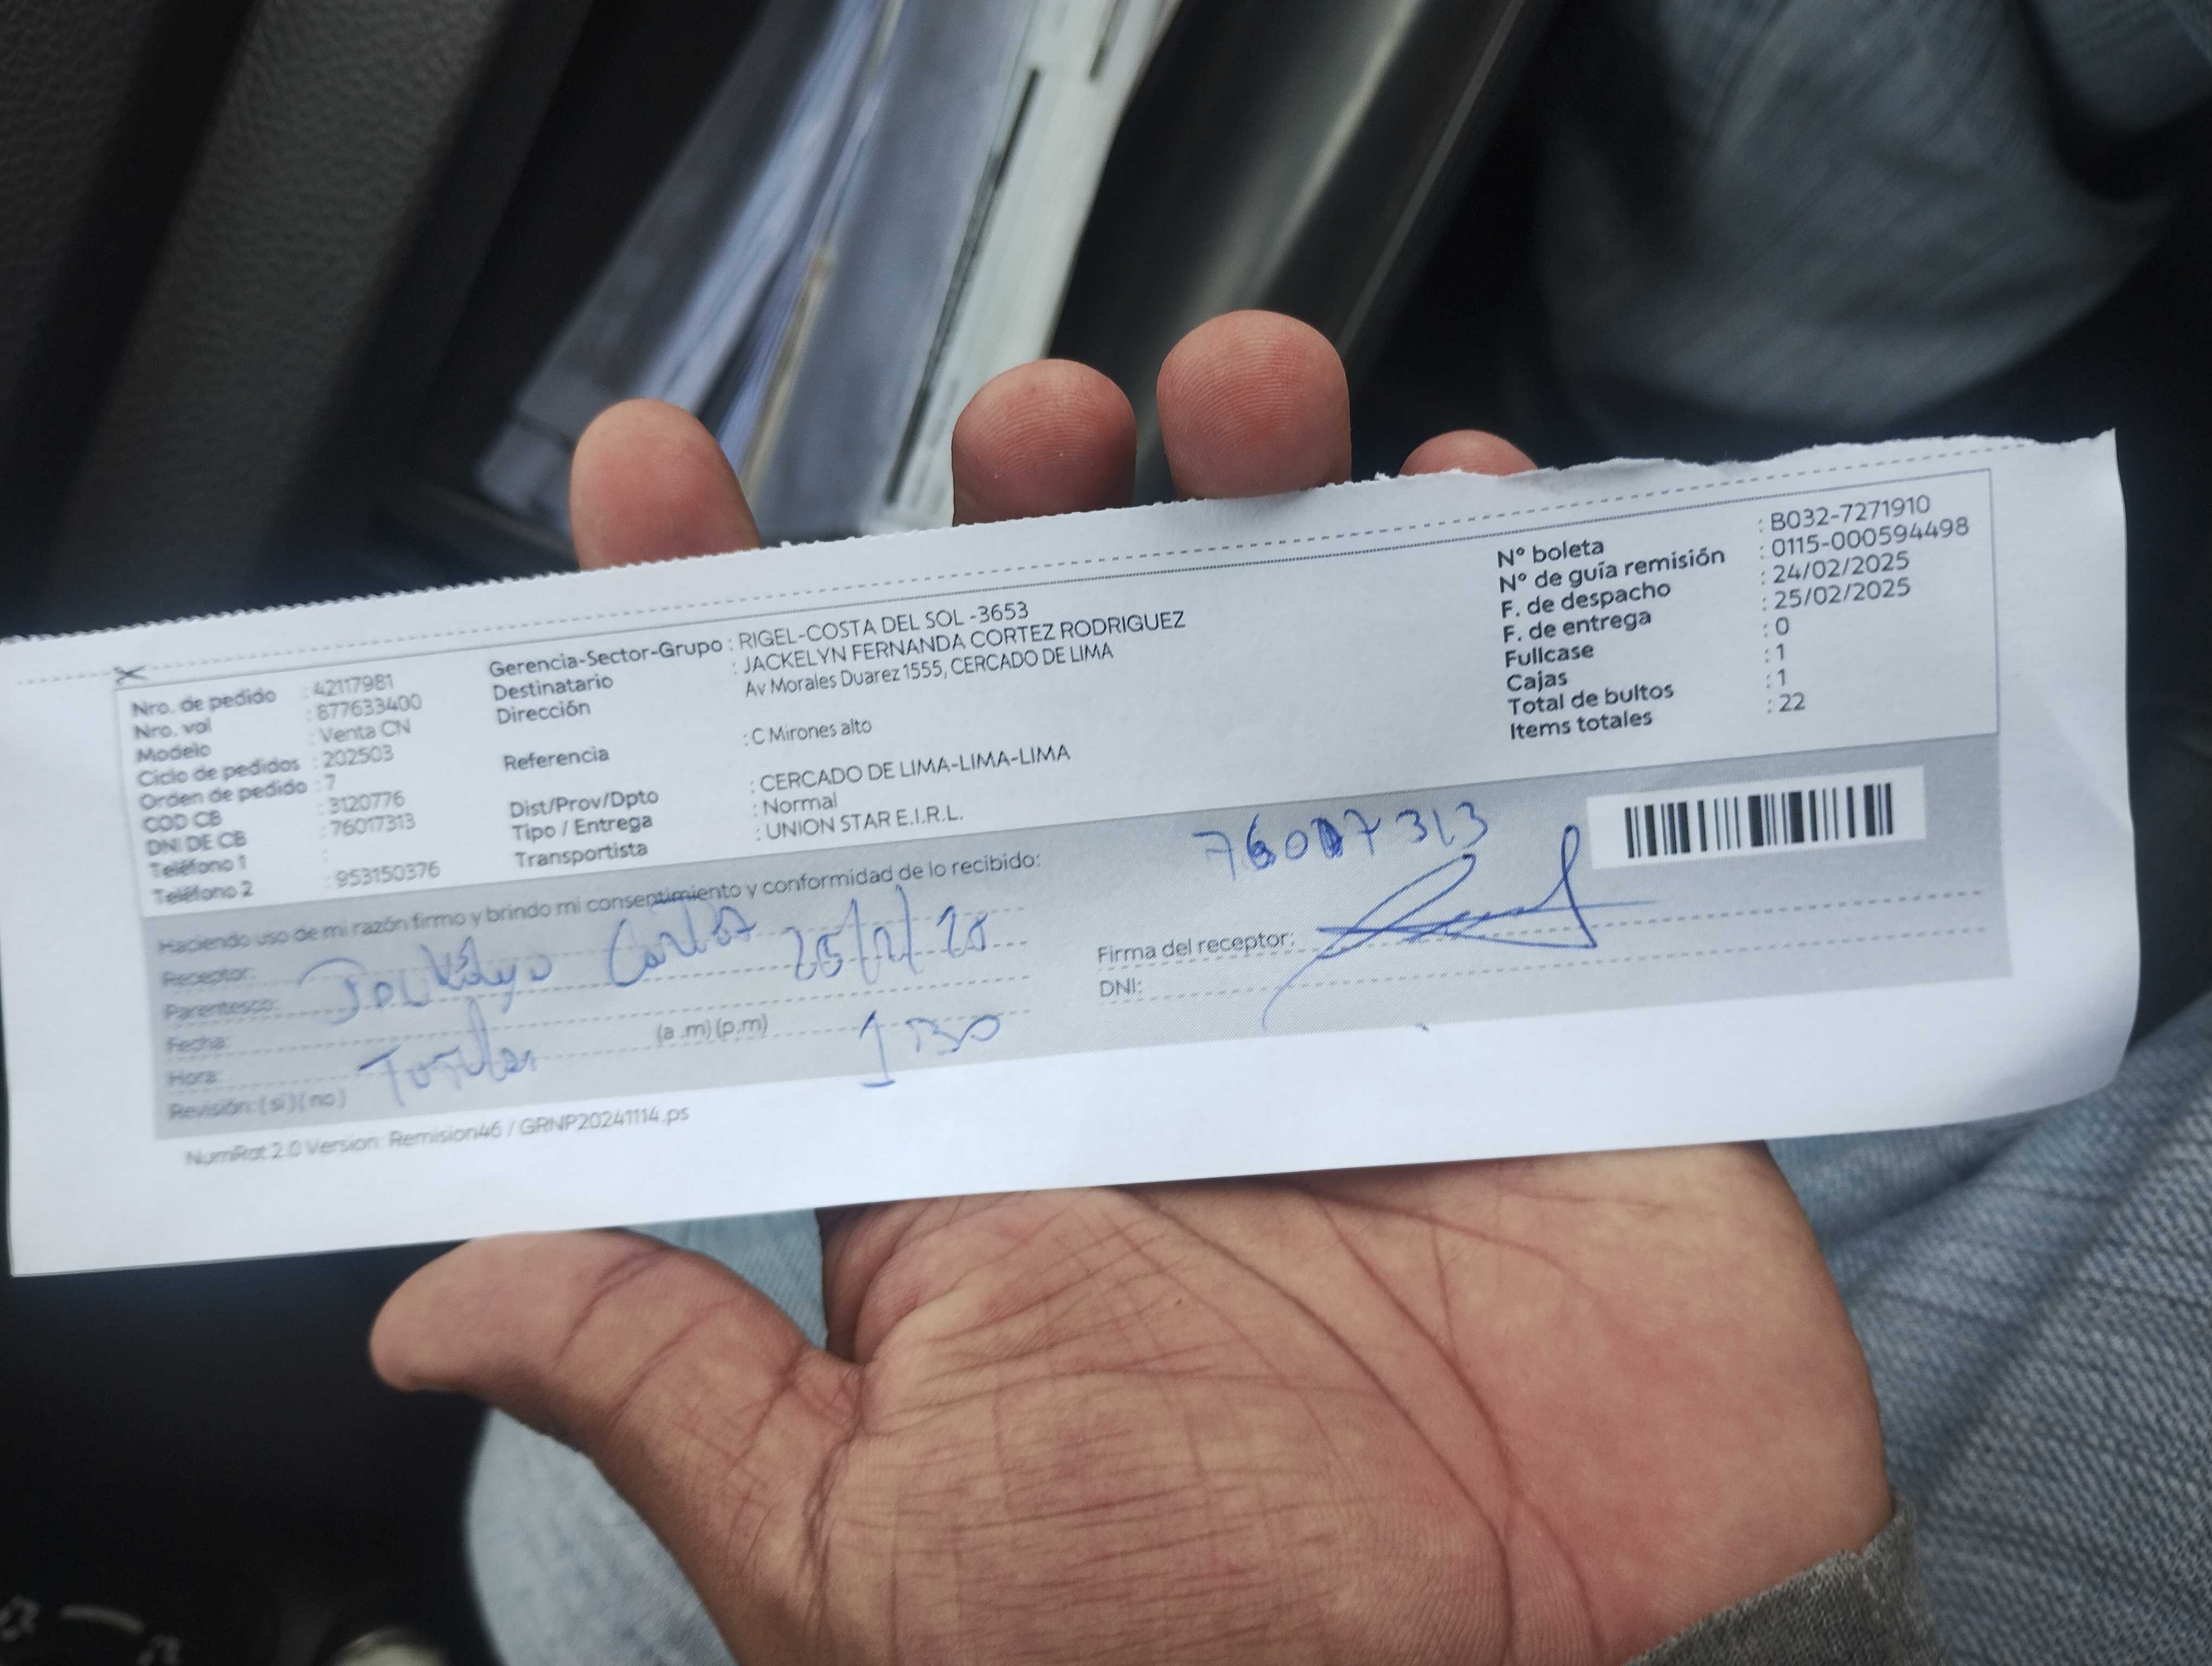 Nro. de pedido : 42117981
Nro. vol : 877633400
Modelo : Venta CN
Ciclo de pedidos : 202503
Orden de pedido : 7
COD CB : 3120776
DNI DE CB : 76017313
Teléfono 1 :
Teléfono 2 : 953150376
Gerencia-Sector-Grupo : RIGEL-COSTA DEL SOL -3653
Destinatario : JACKELYN FERNANDA CORTEZ RODRIGUEZ
Dirección Av Morales Duarez 1555, CERCADO DE LIMA
Referencia : C Mirones alto
Dist/Prov/Dpto : CERCADO DE LIMA-LIMA-LIMA
Tipo / Entrega : Normal
Transportista : UNION STAR E.I.R.L.
N° boleta : B032-7271910
N° de guía remisión : 0115-000594498
F. de despacho : 24/02/2025
F. de entrega : 25/02/2025
Fullcase : 0
Cajas : 1
Total de bultos : 1
Items totales : 22
Haciendo uso de mi razón firmo y brindo mi consentimiento y conformidad de lo recibido:
Receptor:
Parentesco:
Fecha:
Hora: (a.m) (p.m)
Revisión: ( si ) ( no )
76017313
Firma del receptor:
DNI:
NumRot 2.0 Version: Remision46 / GRNP20241114.ps